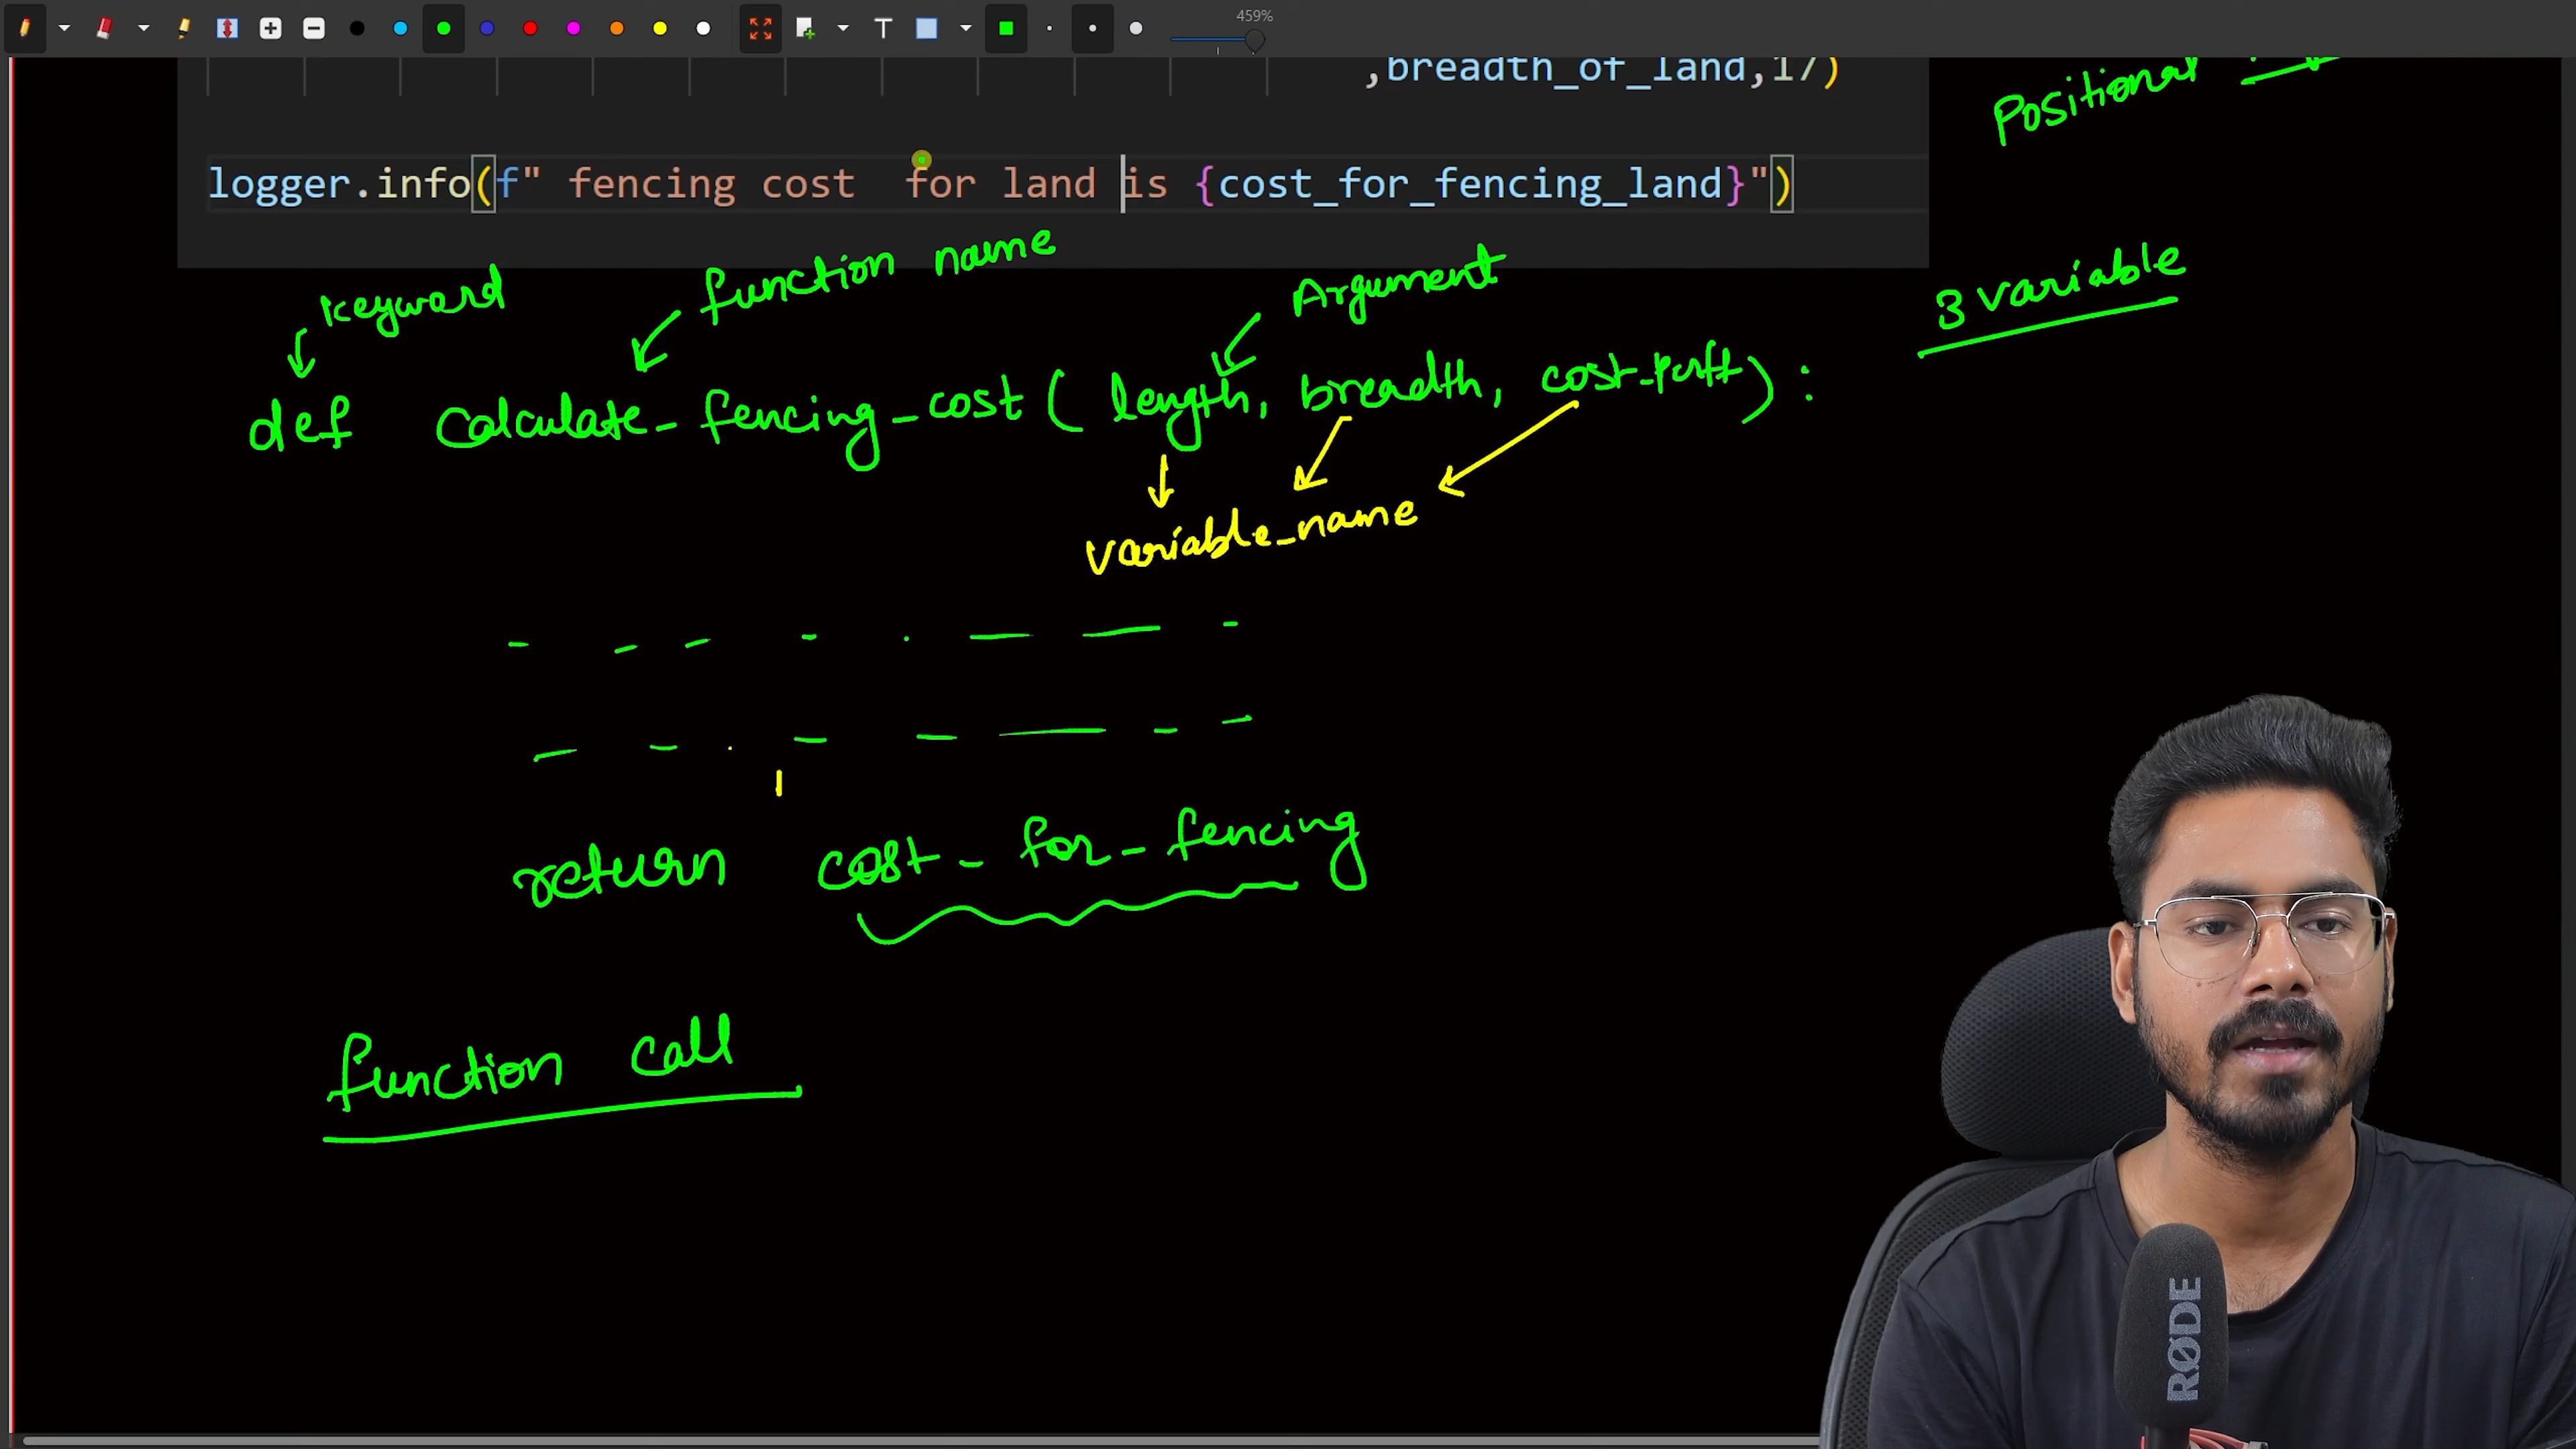 459%
,breadth_of_land,17)
Positional
logger.info(f" fencing cost  for land is {cost_for_fencing_land}")
keyword
function name
Argument
3 variable
def calculate_fencing_cost ( length, breadth, cost_perft ) :
variable_name
return cost_for_fencing
function call
RØDE